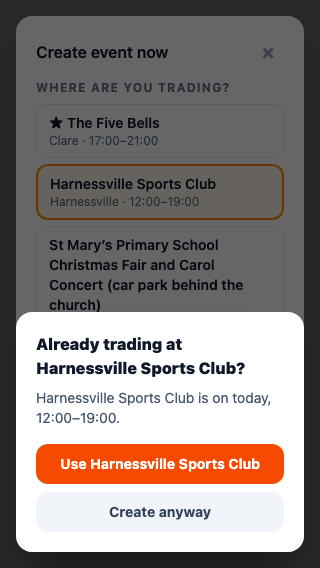 Create event now
WHERE ARE YOU TRADING?
The Five Bells
Clare · 17:00–21:00
Harnessville Sports Club
Harnessville · 12:00–19:00
St Mary’s Primary School
Christmas Fair and Carol
Concert (car park behind the
church)
Already trading at
Harnessville Sports Club?
Harnessville Sports Club is on today,
12:00–19:00.
Use Harnessville Sports Club
Create anyway